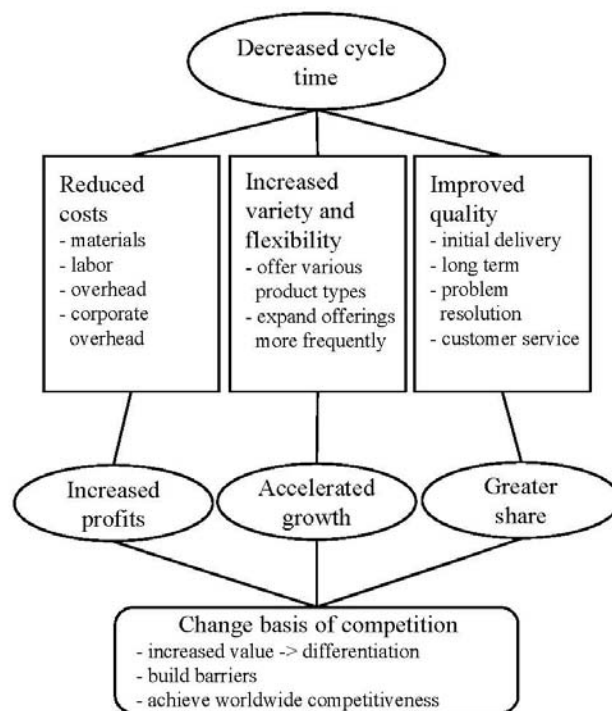 Decreased cycle
time
Reduced
costs
- materials
- labor
- overhead
- corporate
overhead
Increased
variety and
flexibility
- offer various
product types
- expand offerings
more frequently
Improved
quality
- initial delivery
- long term
- problem
resolution
- customer service
Increased
profits
Accelerated
growth
Greater
share
Change basis of competition
- increased value -> differentiation
- build barriers
- achieve worldwide competitiveness